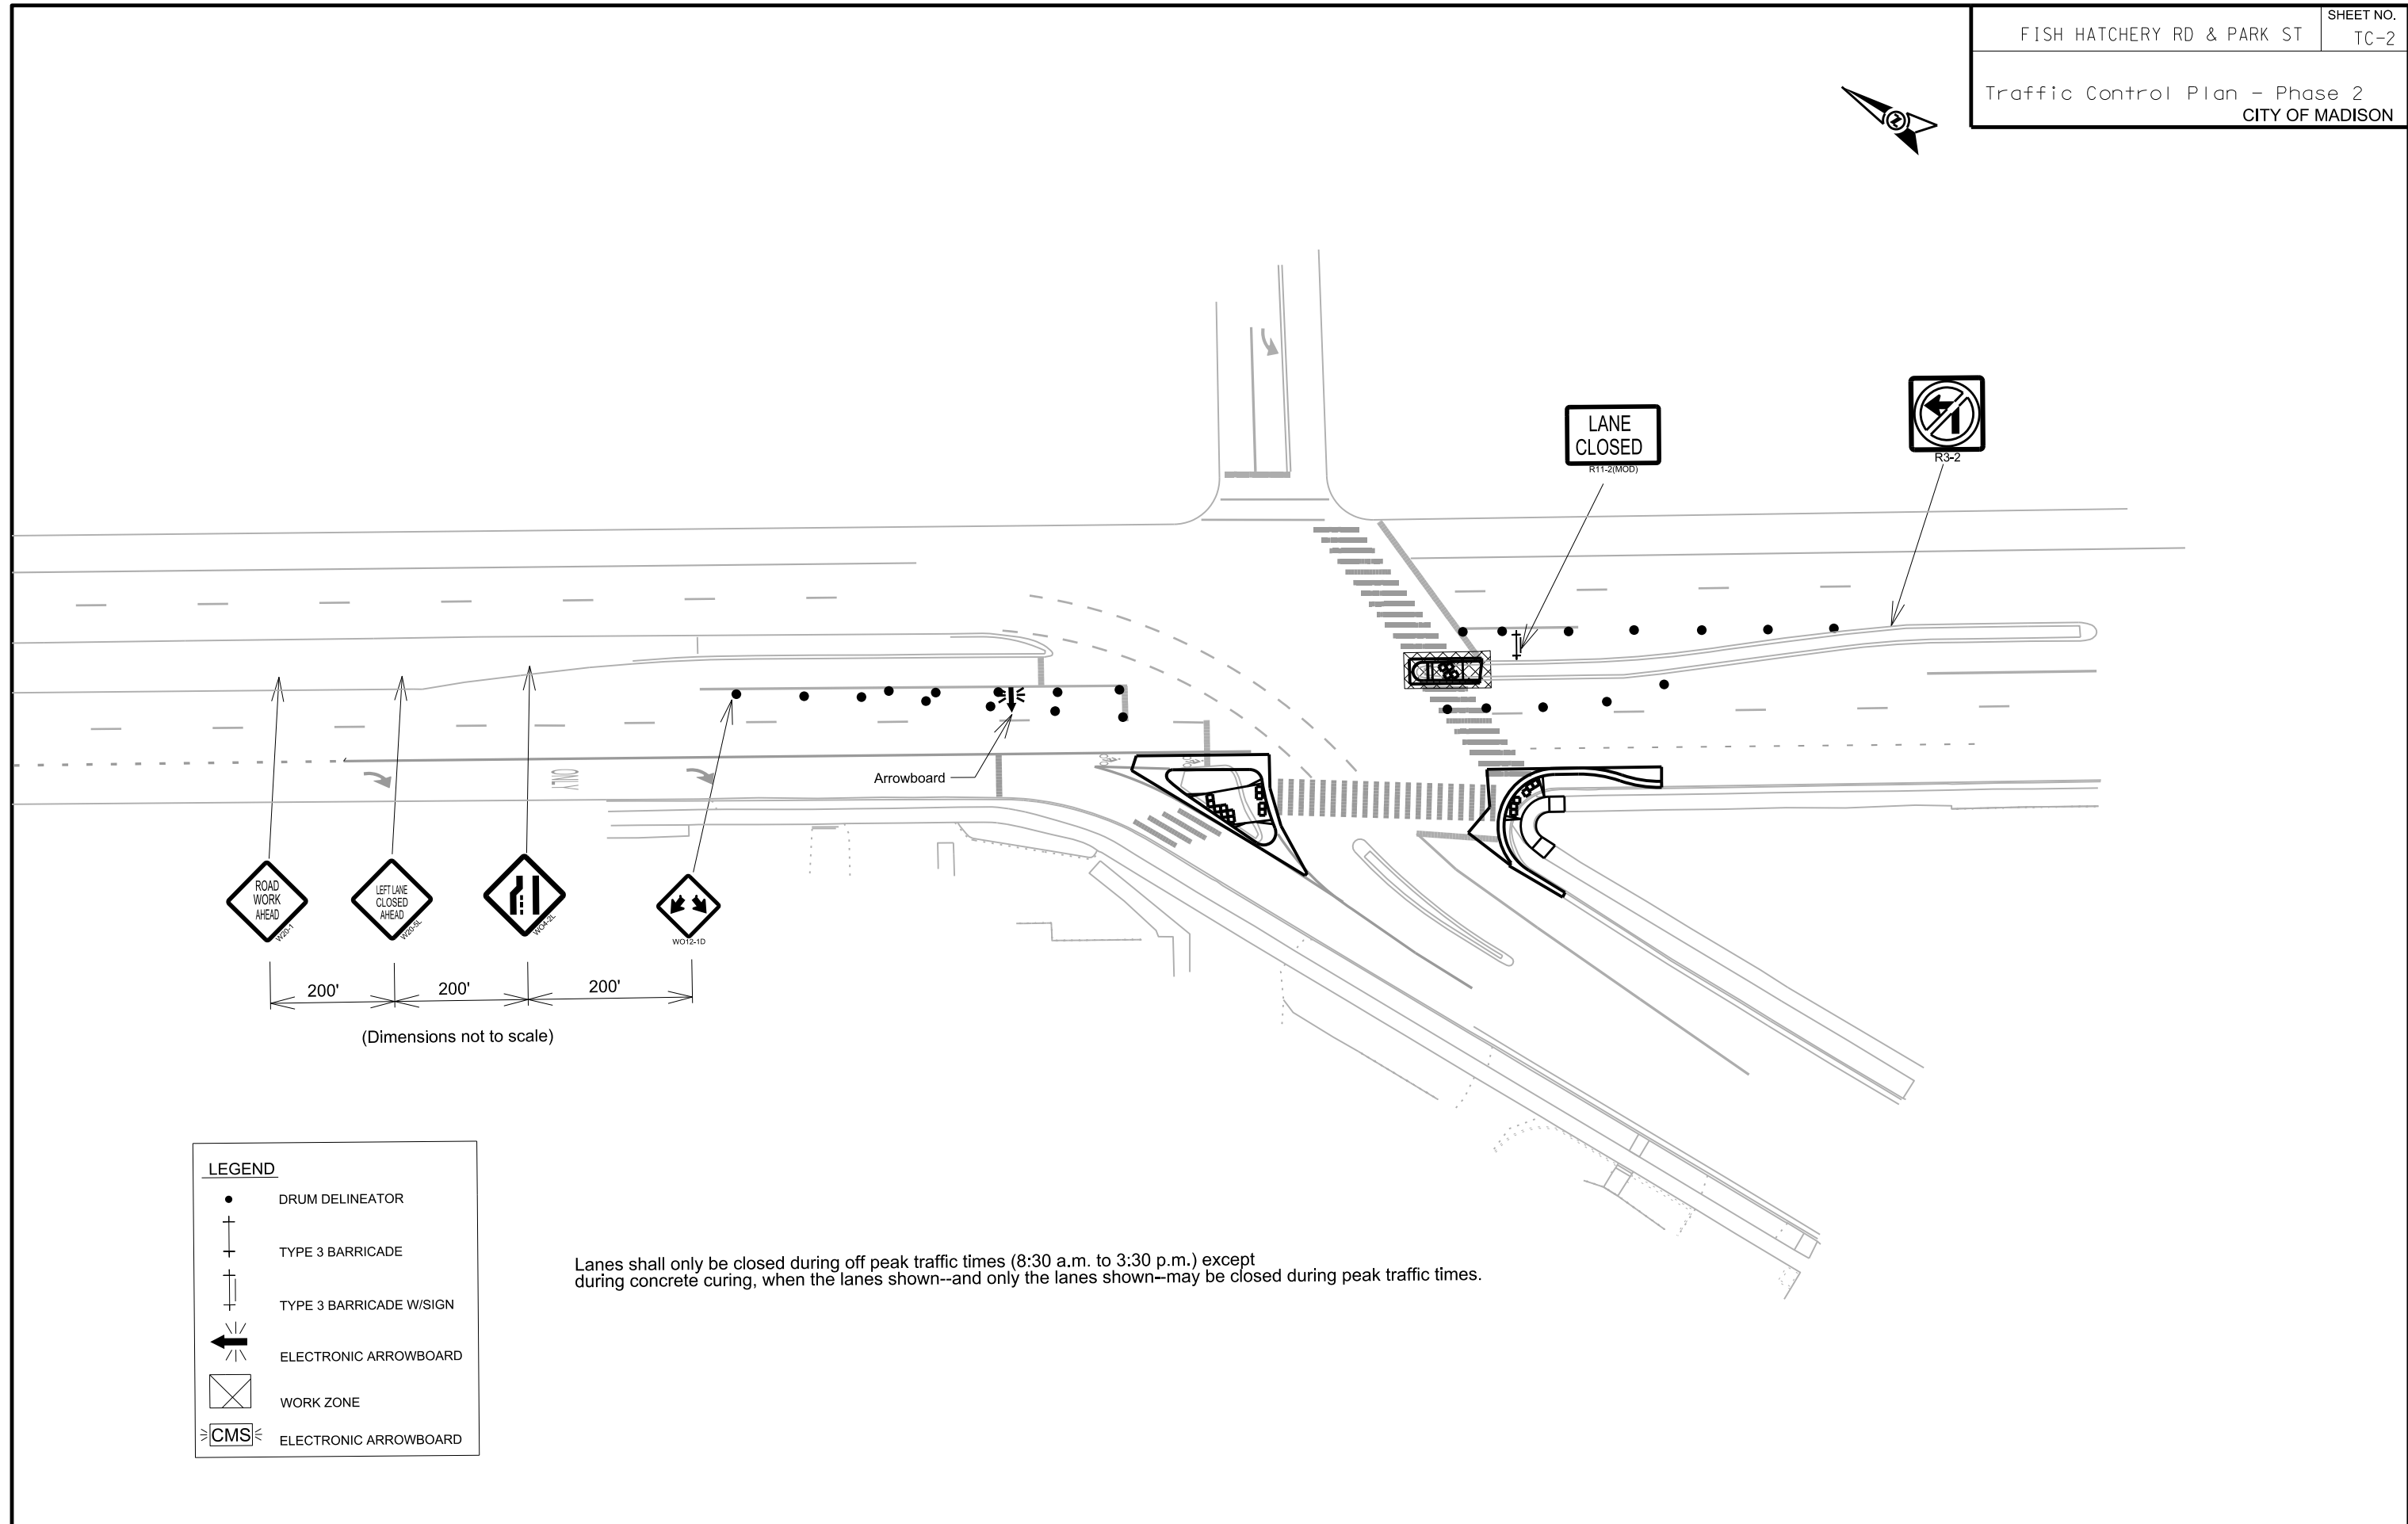 FISH HATCHERY RD & PARK ST
SHEET NO.
TC-2
Traffic Control Plan - Phase 2
CITY OF MADISON
N
LANE
CLOSED
R11-2(MOD)
R3-2
Arrowboard
ROAD
WORK
AHEAD
W20-1
LEFT LANE
CLOSED
AHEAD
W20-5L
WO4-2L
WO12-1D
200'
200'
200'
(Dimensions not to scale)
LEGEND
DRUM DELINEATOR
TYPE 3 BARRICADE
TYPE 3 BARRICADE W/SIGN
ELECTRONIC ARROWBOARD
WORK ZONE
CMS
ELECTRONIC ARROWBOARD
Lanes shall only be closed during off peak traffic times (8:30 a.m. to 3:30 p.m.) except
during concrete curing, when the lanes shown--and only the lanes shown--may be closed during peak traffic times.